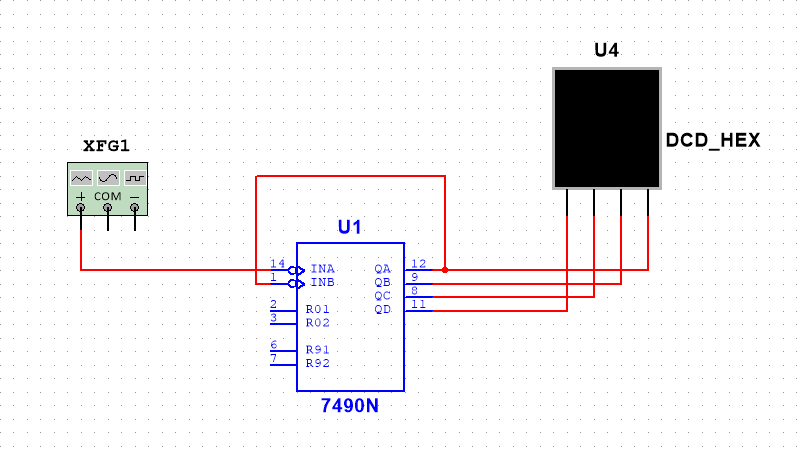 U4
DCD_HEX
XFG1
+ COM −
U1
14 INA QA 12
1 INB QB 9
QC 8
2 R01 QD 11
3 R02
6 R91
7 R92
7490N